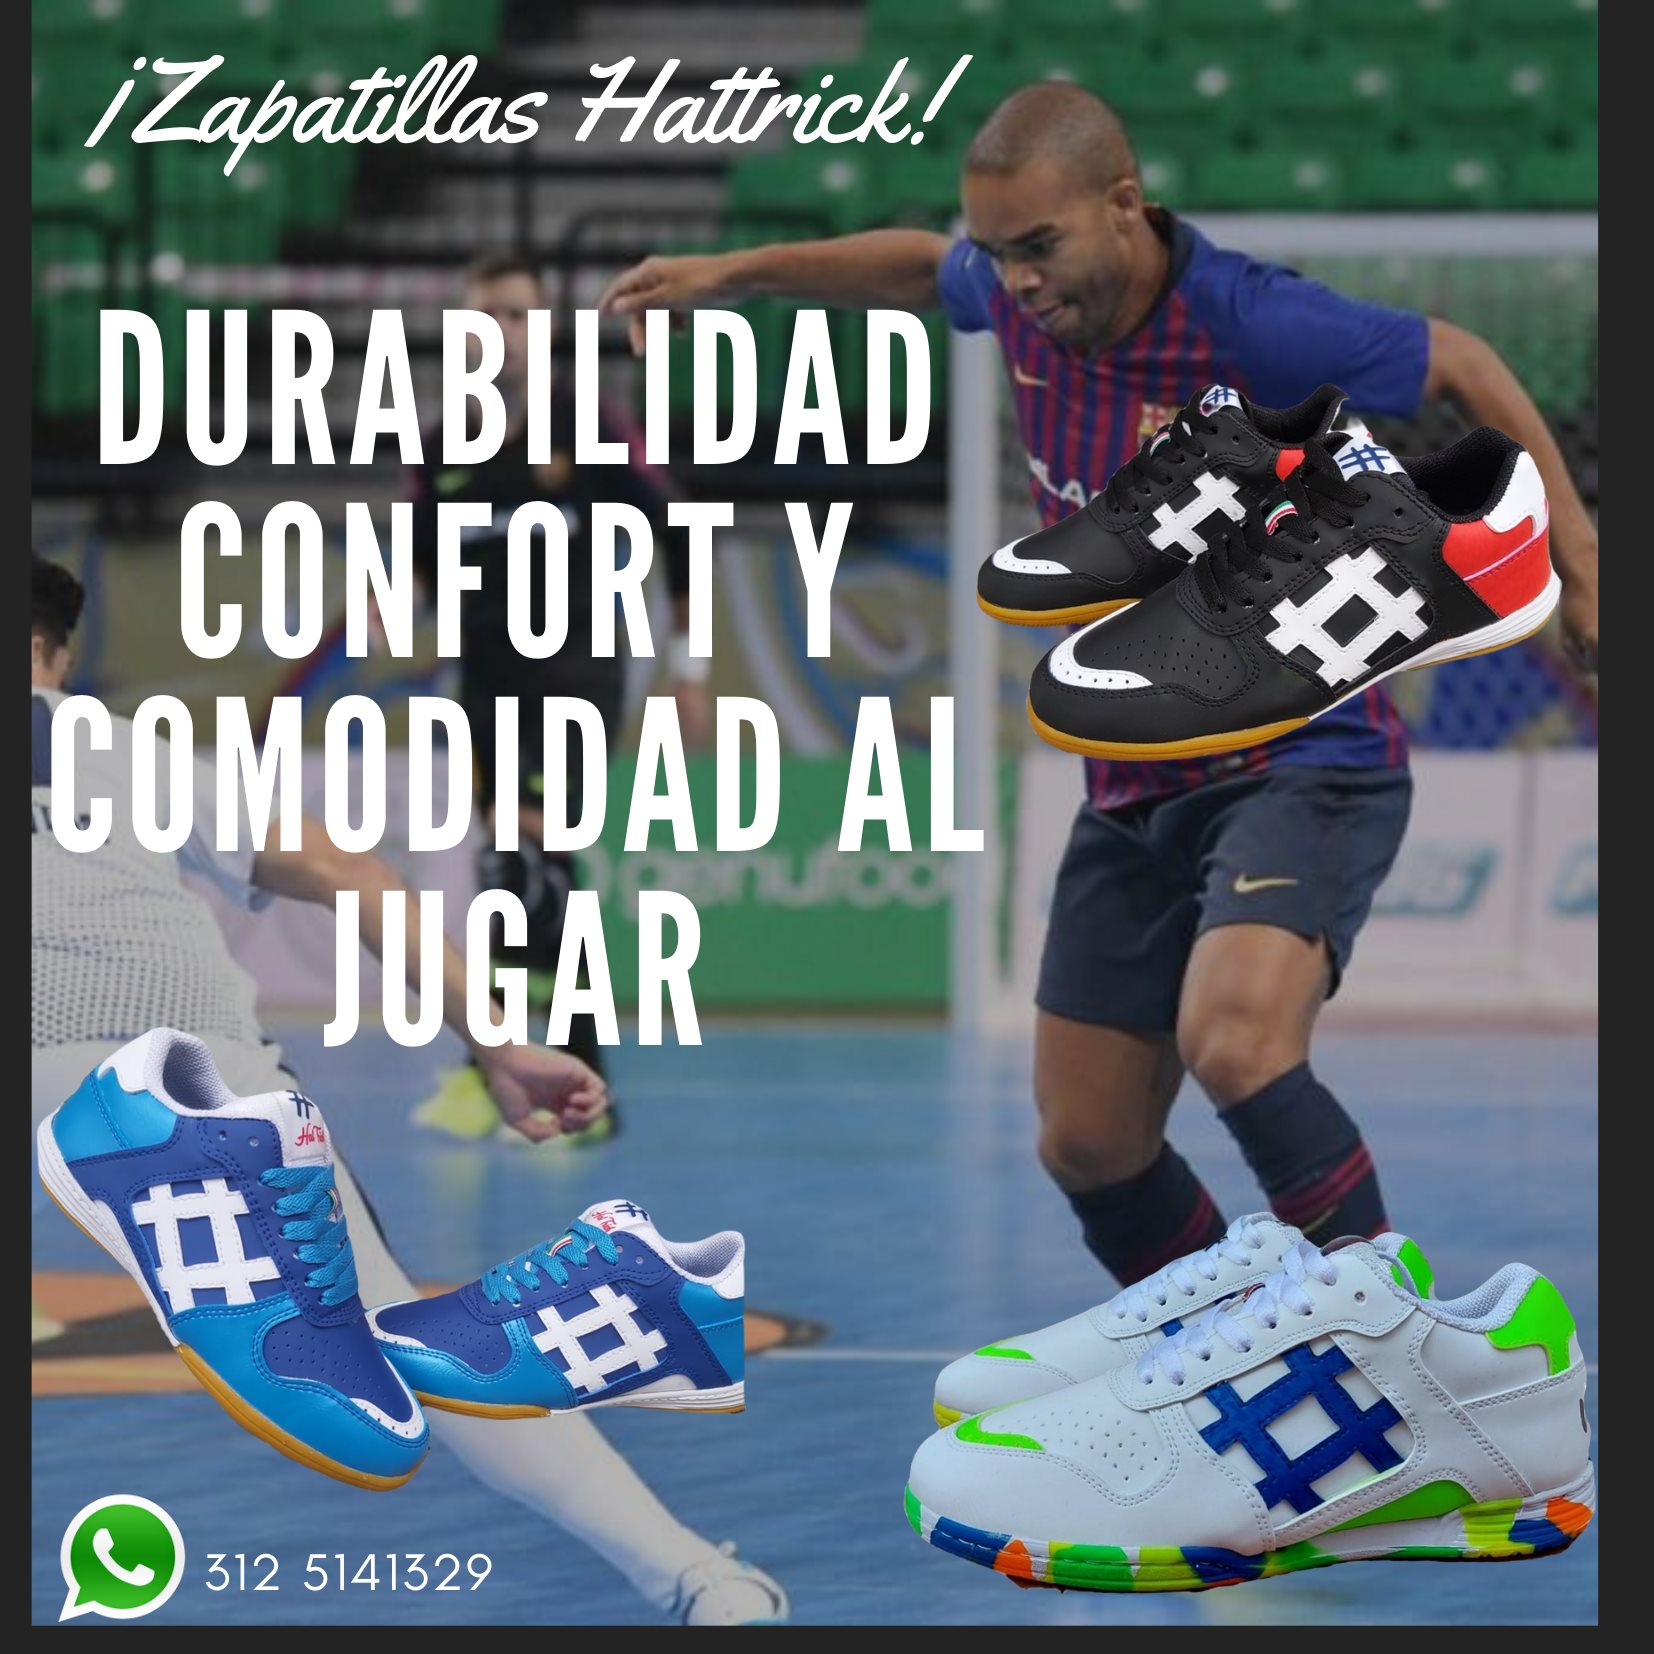 ¡Zapatillas Hattrick!
DURABILIDAD
CONFORT Y
COMODIDAD AL
JUGAR
312 5141329